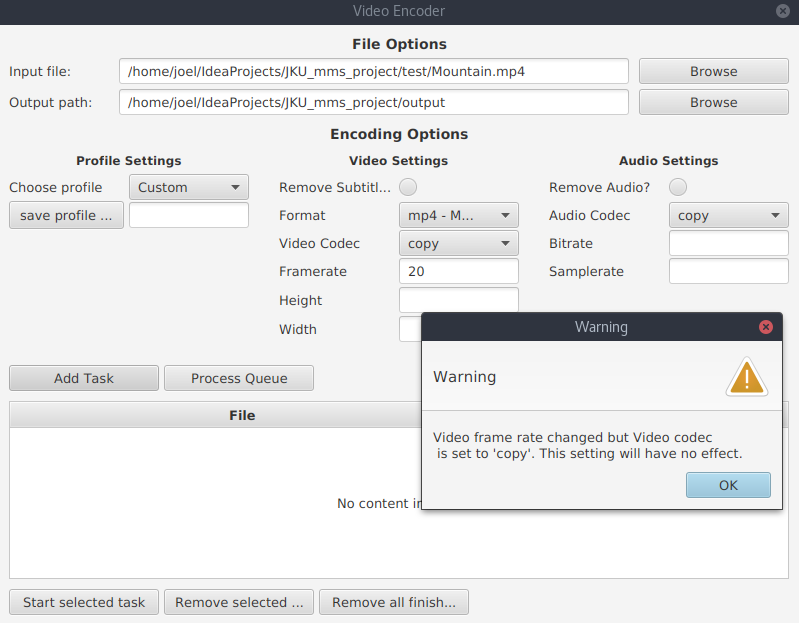 Video Encoder
File Options
Input file: /home/joel/IdeaProjects/JKU_mms_project/test/Mountain.mp4 Browse
Output path: /home/joel/IdeaProjects/JKU_mms_project/output Browse
Encoding Options
Profile Settings Video Settings Audio Settings
Choose profile Custom Remove Subtitl... Remove Audio?
save profile ... Format mp4 - M... Audio Codec copy
Video Codec copy Bitrate
Framerate 20 Samplerate
Height
Width
Warning
Warning
Video frame rate changed but Video codec
is set to 'copy'. This setting will have no effect.
OK
Add Task Process Queue
File
No content in
Start selected task Remove selected ... Remove all finish...